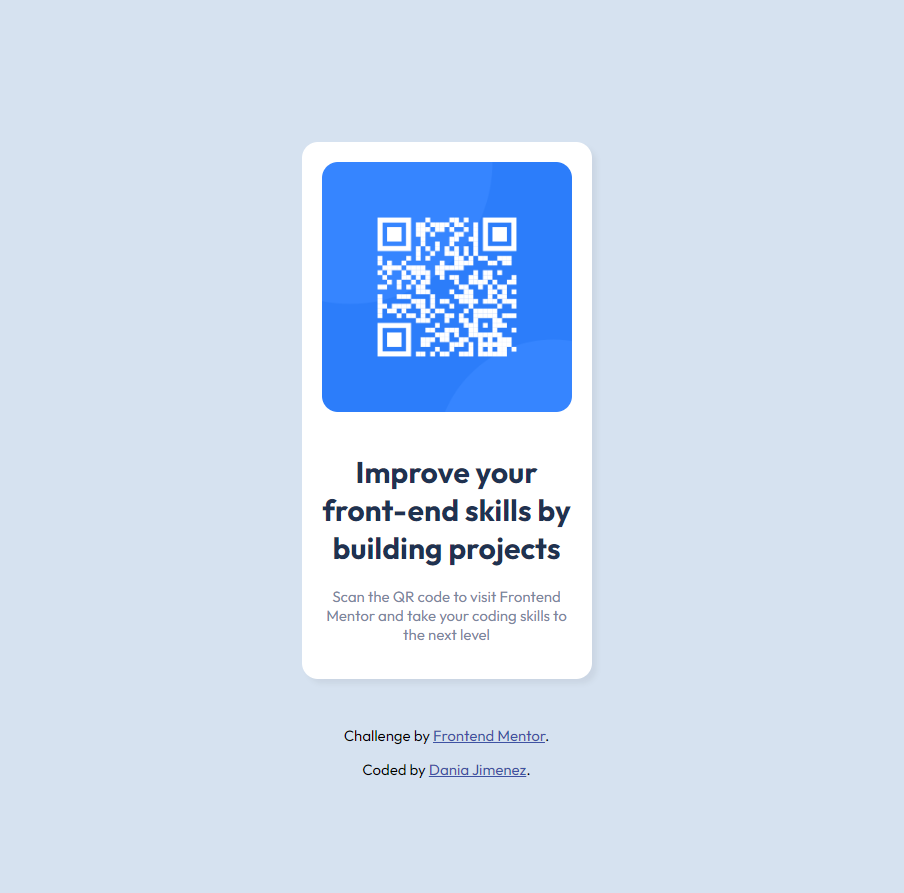 Improve your
front-end skills by
building projects
Scan the QR code to visit Frontend
Mentor and take your coding skills to
the next level
Challenge by Frontend Mentor.
Coded by Dania Jimenez.